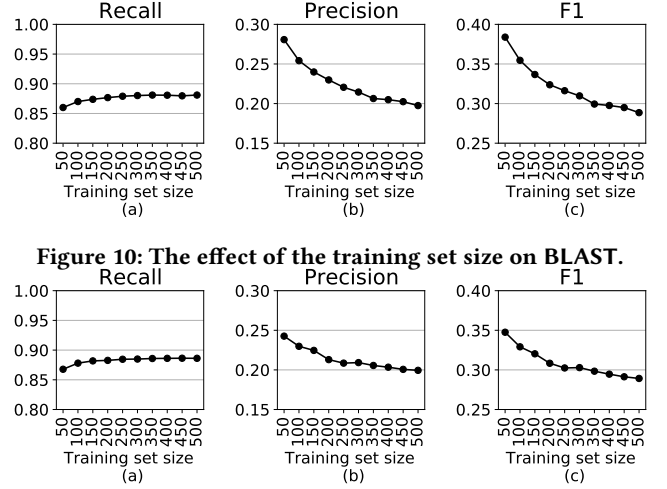 Recall Precision F1
1.00 0.30 0.40
0.95
0.90 0.25 0.35
0.85 0.20 0.30
0.80 0.15 0.25
50 100 150 200 250 300 350 400 450 500 50 100 150 200 250 300 350 400 450 500 50 100 150 200 250 300 350 400 450 500
Training set size Training set size Training set size
(a) (b) (c)
Figure 10: The effect of the training set size on BLAST.
Recall Precision F1
1.00 0.30 0.40
0.95
0.90 0.25 0.35
0.85 0.20 0.30
0.80 0.15 0.25
50 100 150 200 250 300 350 400 450 500 50 100 150 200 250 300 350 400 450 500 50 100 150 200 250 300 350 400 450 500
Training set size Training set size Training set size
(a) (b) (c)